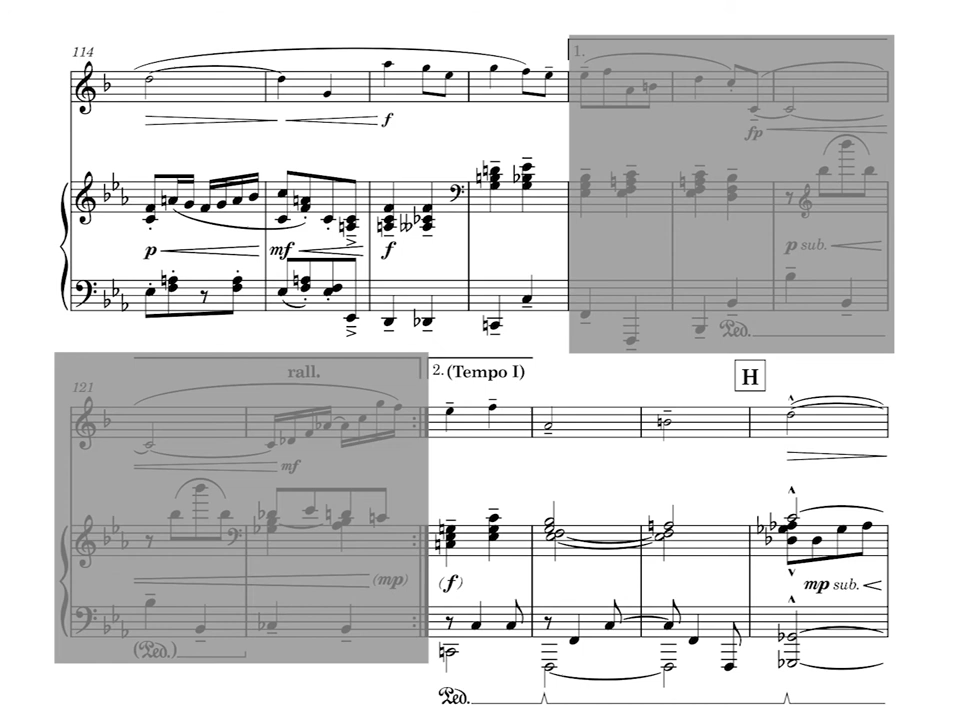 114
1.
f
fp
p mf f
p sub.
Ped.
121
rall.
2. (Tempo I)
H
mf
(mp) (f) mp sub.
(Ped.)
Ped.